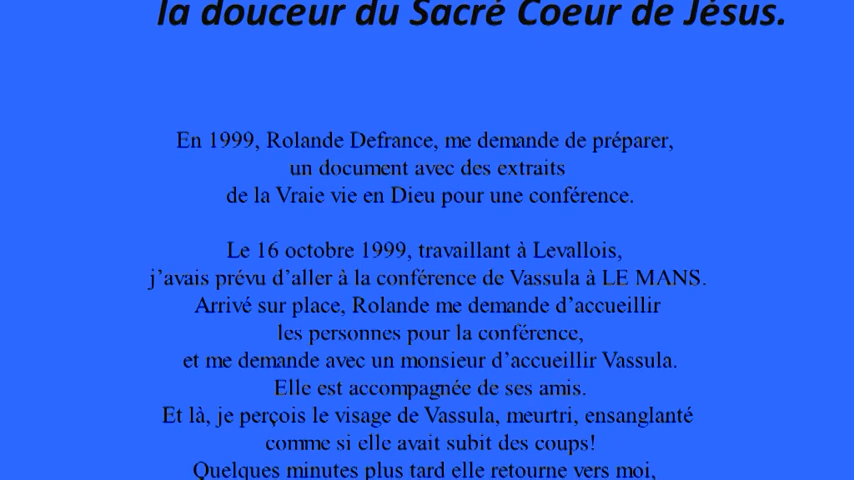 la douceur du Sacré Coeur de Jésus.
En 1999, Rolande Defrance, me demande de préparer,
un document avec des extraits
de la Vraie vie en Dieu pour une conférence.
Le 16 octobre 1999, travaillant à Levallois,
j’avais prévu d’aller à la conférence de Vassula à LE MANS.
Arrivé sur place, Rolande me demande d’accueillir
les personnes pour la conférence,
et me demande avec un monsieur d’accueillir Vassula.
Elle est accompagnée de ses amis.
Et là, je perçois le visage de Vassula, meurtri, ensanglanté
comme si elle avait subit des coups!
Quelques minutes plus tard elle retourne vers moi,